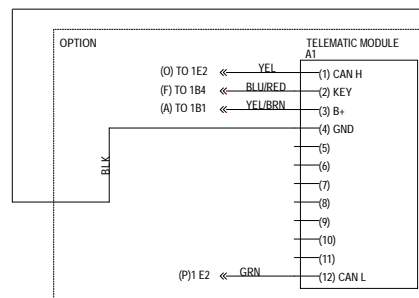 OPTION
TELEMATIC MODULE
A1
(O) TO 1E2 YEL (1) CAN H
(F) TO 1B4 BLU/RED (2) KEY
(A) TO 1B1 YEL/BRN (3) B+
(4) GND
BLK
(5)
(6)
(7)
(8)
(9)
(10)
(11)
(P)1 E2 GRN (12) CAN L